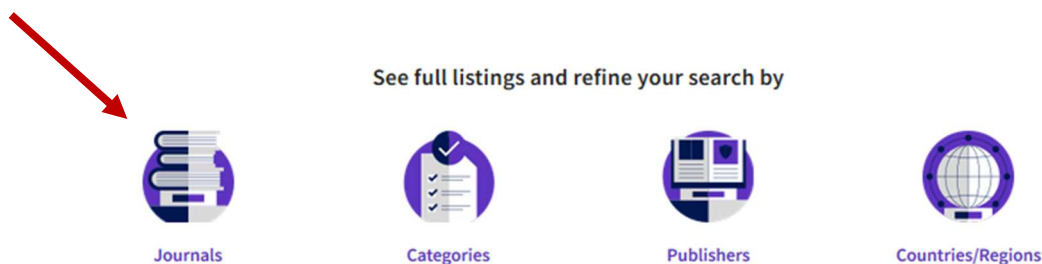 See full listings and refine your search by
Journals
Categories
Publishers
Countries/Regions